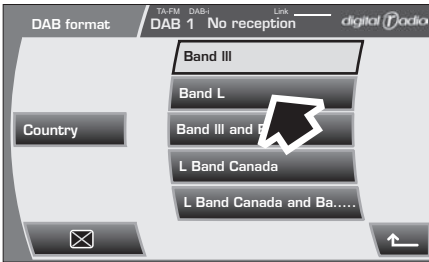 DAB format
TA-FM DAB-i Link
DAB 1 No reception
digital radio
Band III
Band L
Country
Band III and
L Band Canada
L Band Canada and Ba.....